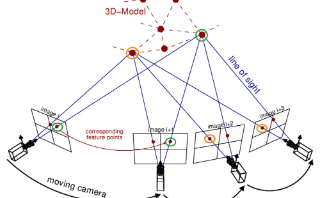 3D-Model
line of sight
image i
image i+1
image i+2
image i+3
corresponding
feature points
moving camera